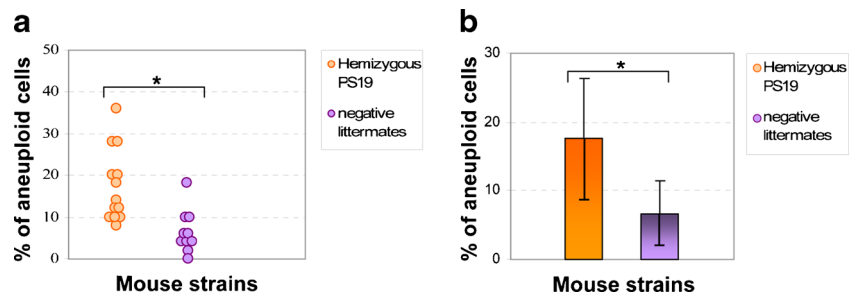 a
% of aneuploid cells
50
40
30
20
10
0
*
Mouse strains
Hemizygous
PS19
negative
littermates
b
% of aneuploid cells
30
20
10
0
*
Mouse strains
Hemizygous
PS19
negative
littermates